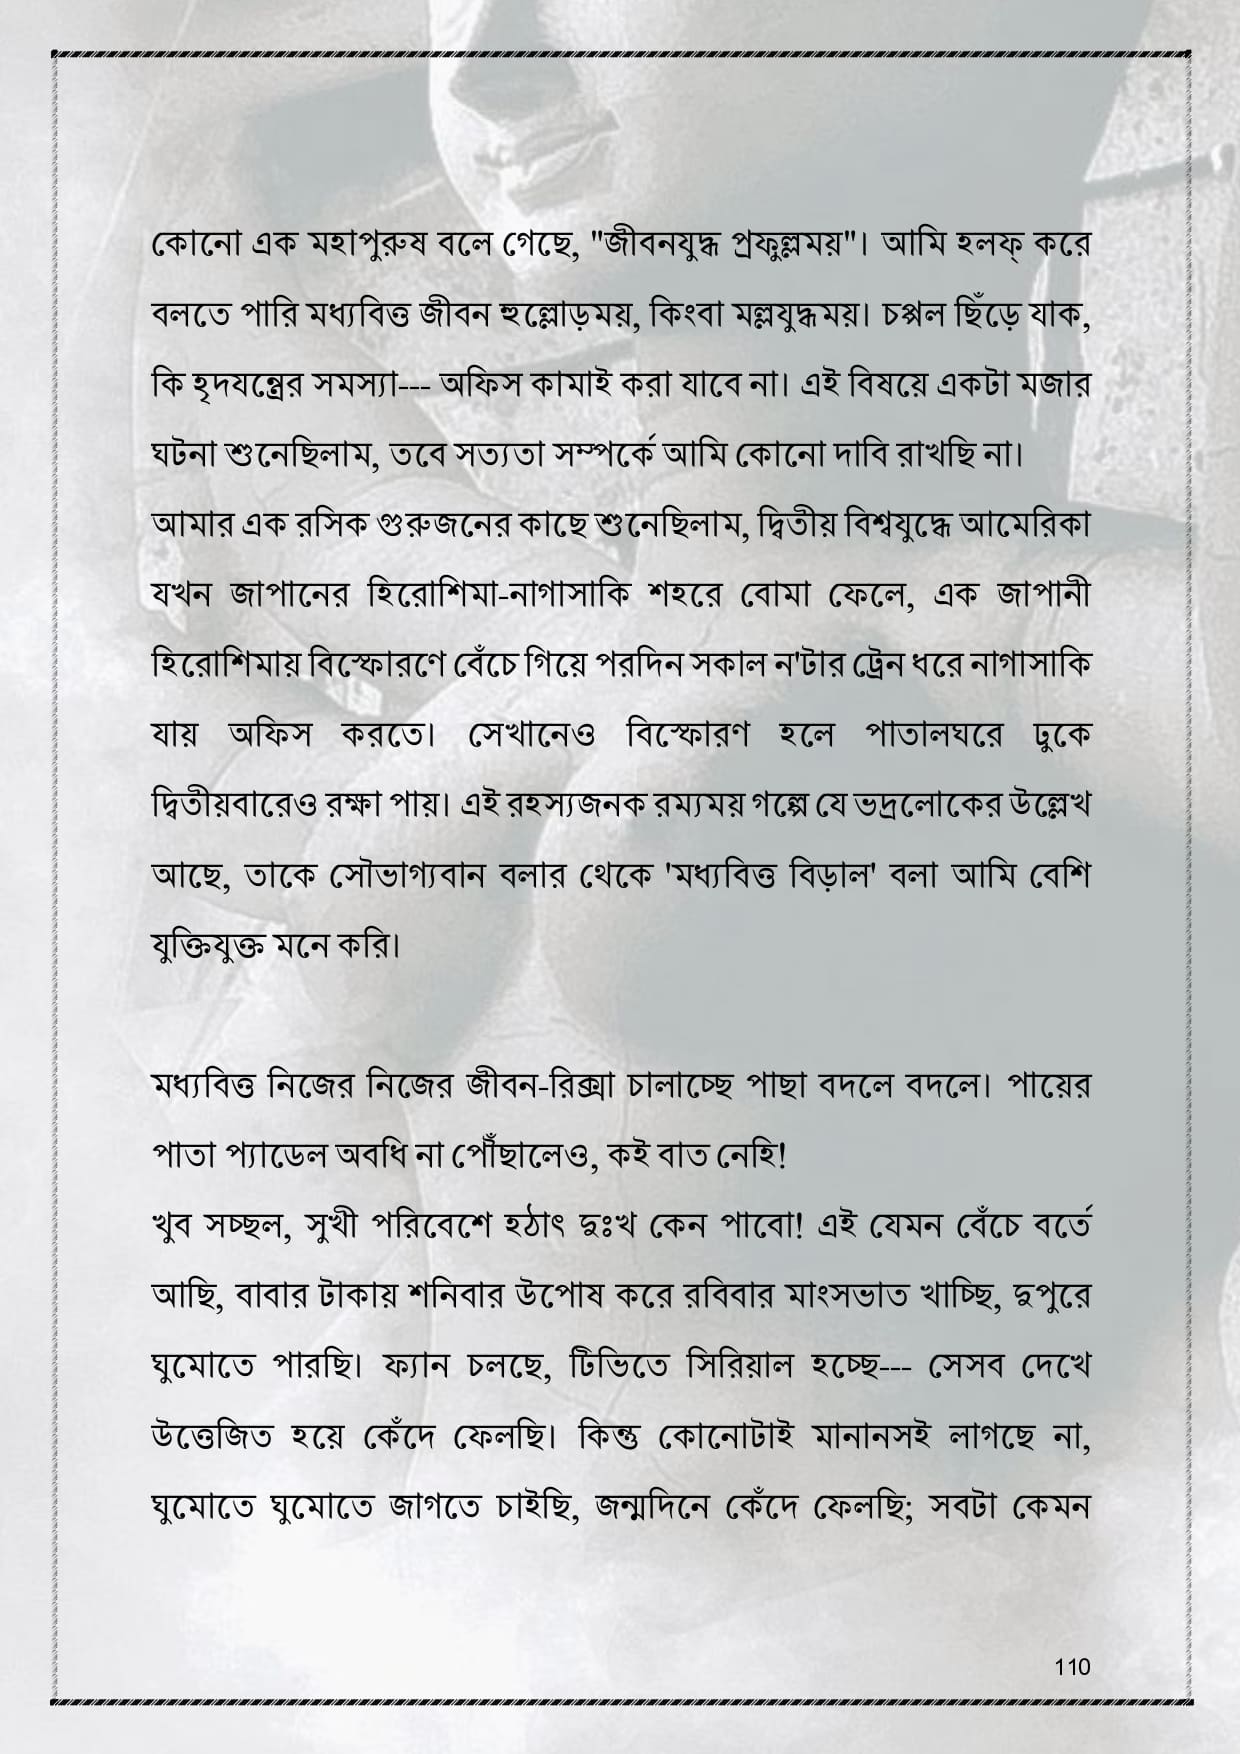 কোনো এক মহাপুরুষ বলে গেছে, "জীবনযুদ্ধ প্রফুল্লময়"। আমি হলফ্ করে
বলতে পারি মধ্যবিত্ত জীবন হুল্লোড়ময়, কিংবা মল্লযুদ্ধময়। চপ্পল ছিঁড়ে যাক,
কি হৃদযন্ত্রের সমস্যা--- অফিস কামাই করা যাবে না। এই বিষয়ে একটা মজার
ঘটনা শুনেছিলাম, তবে সত্যতা সম্পর্কে আমি কোনো দাবি রাখছি না।
আমার এক রসিক গুরুজনের কাছে শুনেছিলাম, দ্বিতীয় বিশ্বযুদ্ধে আমেরিকা
যখন জাপানের হিরোশিমা-নাগাসাকি শহরে বোমা ফেলে, এক জাপানী
হিরোশিমায় বিস্ফোরণে বেঁচে গিয়ে পরদিন সকাল ন'টার ট্রেন ধরে নাগাসাকি
যায় অফিস করতে। সেখানেও বিস্ফোরণ হলে পাতালঘরে ঢুকে
দ্বিতীয়বারেও রক্ষা পায়। এই রহস্যজনক রম্যময় গল্পে যে ভদ্রলোকের উল্লেখ
আছে, তাকে সৌভাগ্যবান বলার থেকে 'মধ্যবিত্ত বিড়াল' বলা আমি বেশি
যুক্তিযুক্ত মনে করি।
মধ্যবিত্ত নিজের নিজের জীবন-রিক্সা চালাচ্ছে পাছা বদলে বদলে। পায়ের
পাতা প্যাডেল অবধি না পৌঁছালেও, কই বাত নেহি!
খুব সচ্ছল, সুখী পরিবেশে হঠাৎ দুঃখ কেন পাবো! এই যেমন বেঁচে বর্তে
আছি, বাবার টাকায় শনিবার উপোষ করে রবিবার মাংসভাত খাচ্ছি, দুপুরে
ঘুমোতে পারছি। ফ্যান চলছে, টিভিতে সিরিয়াল হচ্ছে--- সেসব দেখে
উত্তেজিত হয়ে কেঁদে ফেলছি। কিন্তু কোনোটাই মানানসই লাগছে না,
ঘুমোতে ঘুমোতে জাগতে চাইছি, জন্মদিনে কেঁদে ফেলছি; সবটা কেমন
110